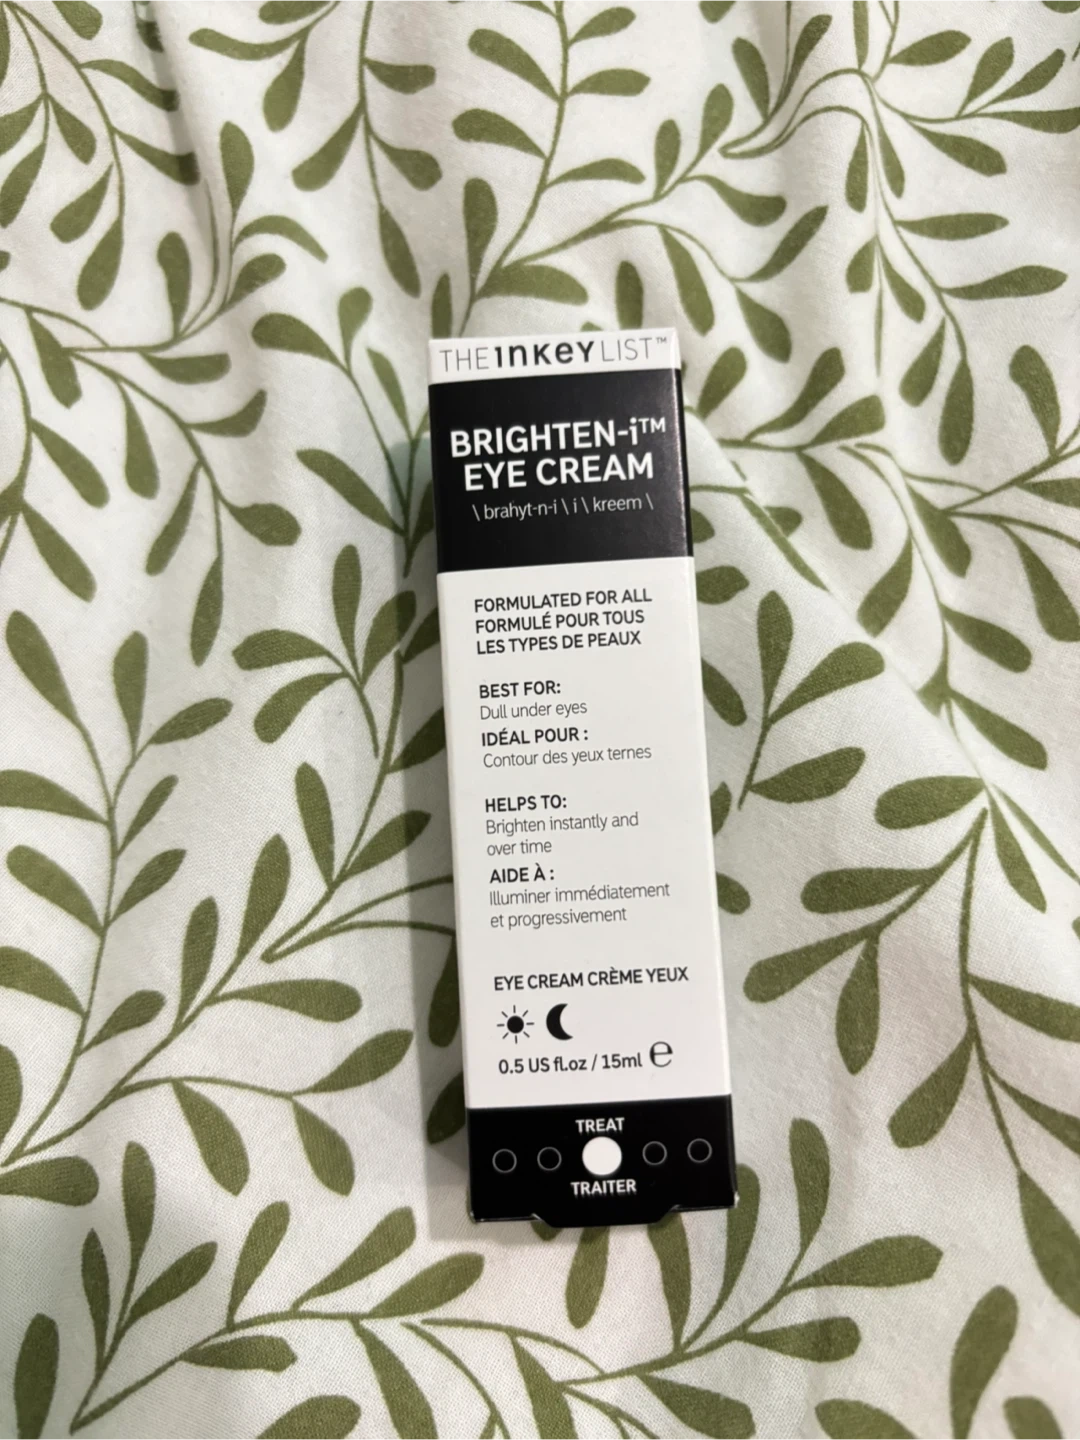 THE INKEY LIST™
BRIGHTEN-i™
EYE CREAM
\ brahyt-n-i \ i \ kreem \
FORMULATED FOR ALL
FORMULÉ POUR TOUS
LES TYPES DE PEAUX
BEST FOR:
Dull under eyes
IDÉAL POUR :
Contour des yeux ternes
HELPS TO:
Brighten instantly and
over time
AIDE À :
Illuminer immédiatement
et progressivement
EYE CREAM CRÈME YEUX
0.5 US fl.oz / 15ml ℮
TREAT
TRAITER